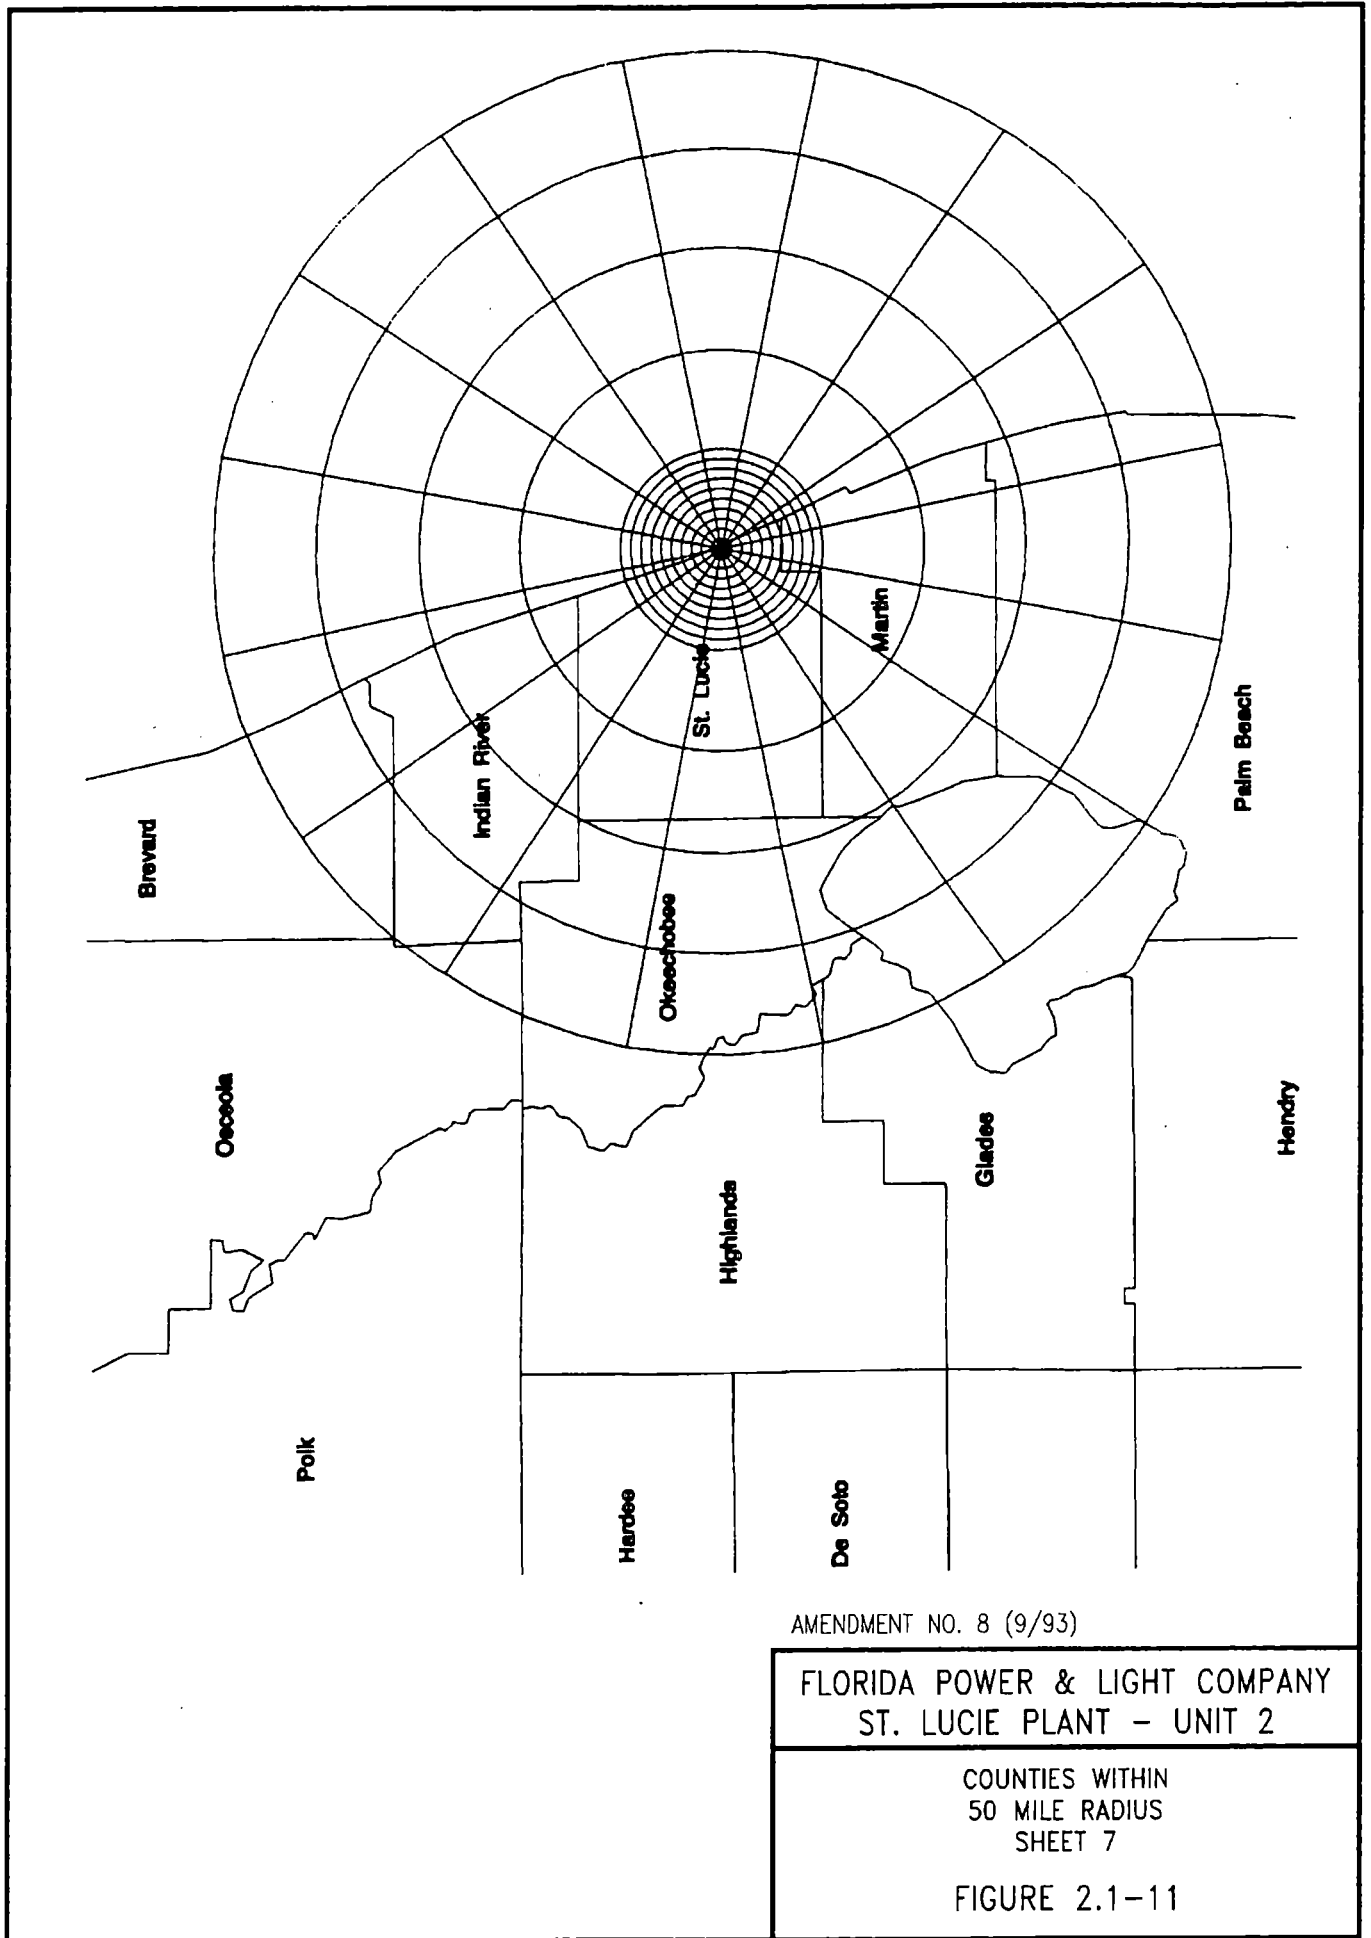 Brevard
Indian River
St. Lucie
Martin
Palm Beach
Okeechobee
Osceola
Highlands
Glades
Hendry
Polk
Hardee
De Soto
AMENDMENT NO. 8 (9/93)
FLORIDA POWER & LIGHT COMPANY
ST. LUCIE PLANT - UNIT 2
COUNTIES WITHIN
50 MILE RADIUS
SHEET 7
FIGURE 2.1-11